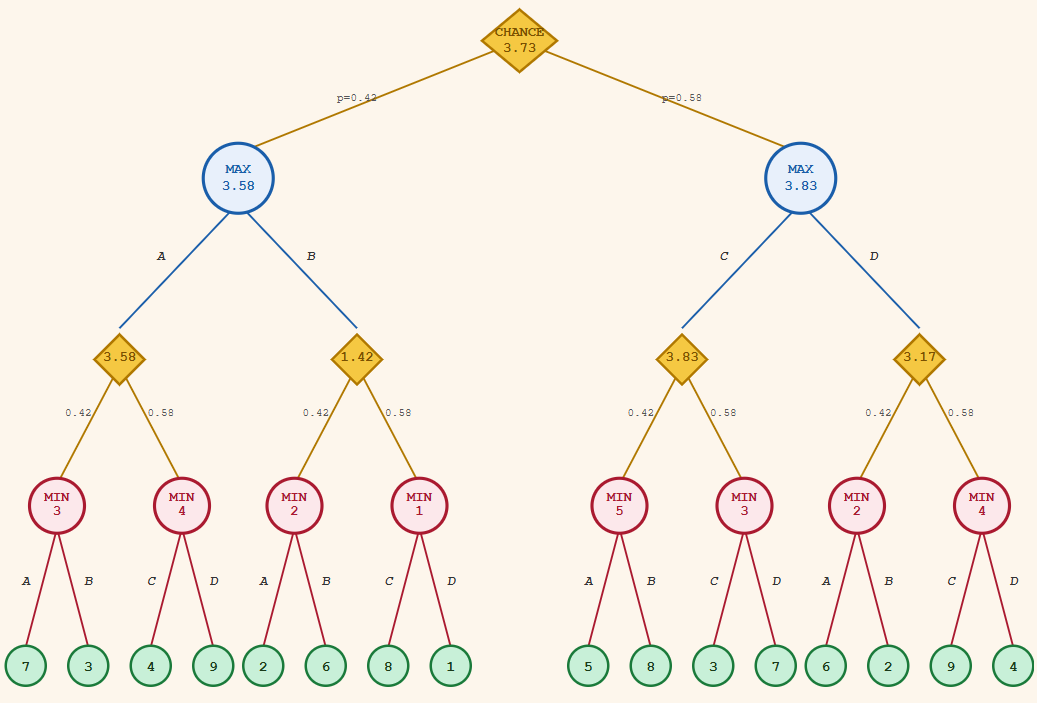 CHANCE
3.73
p=0.42
p=0.58
MAX
3.58
MAX
3.83
A
B
C
D
3.58
1.42
3.83
3.17
0.42
0.58
0.42
0.58
0.42
0.58
0.42
0.58
MIN
3
MIN
4
MIN
2
MIN
1
MIN
5
MIN
3
MIN
2
MIN
4
A
B
C
D
A
B
C
D
A
B
C
D
A
B
C
D
7
3
4
9
2
6
8
1
5
8
3
7
6
2
9
4